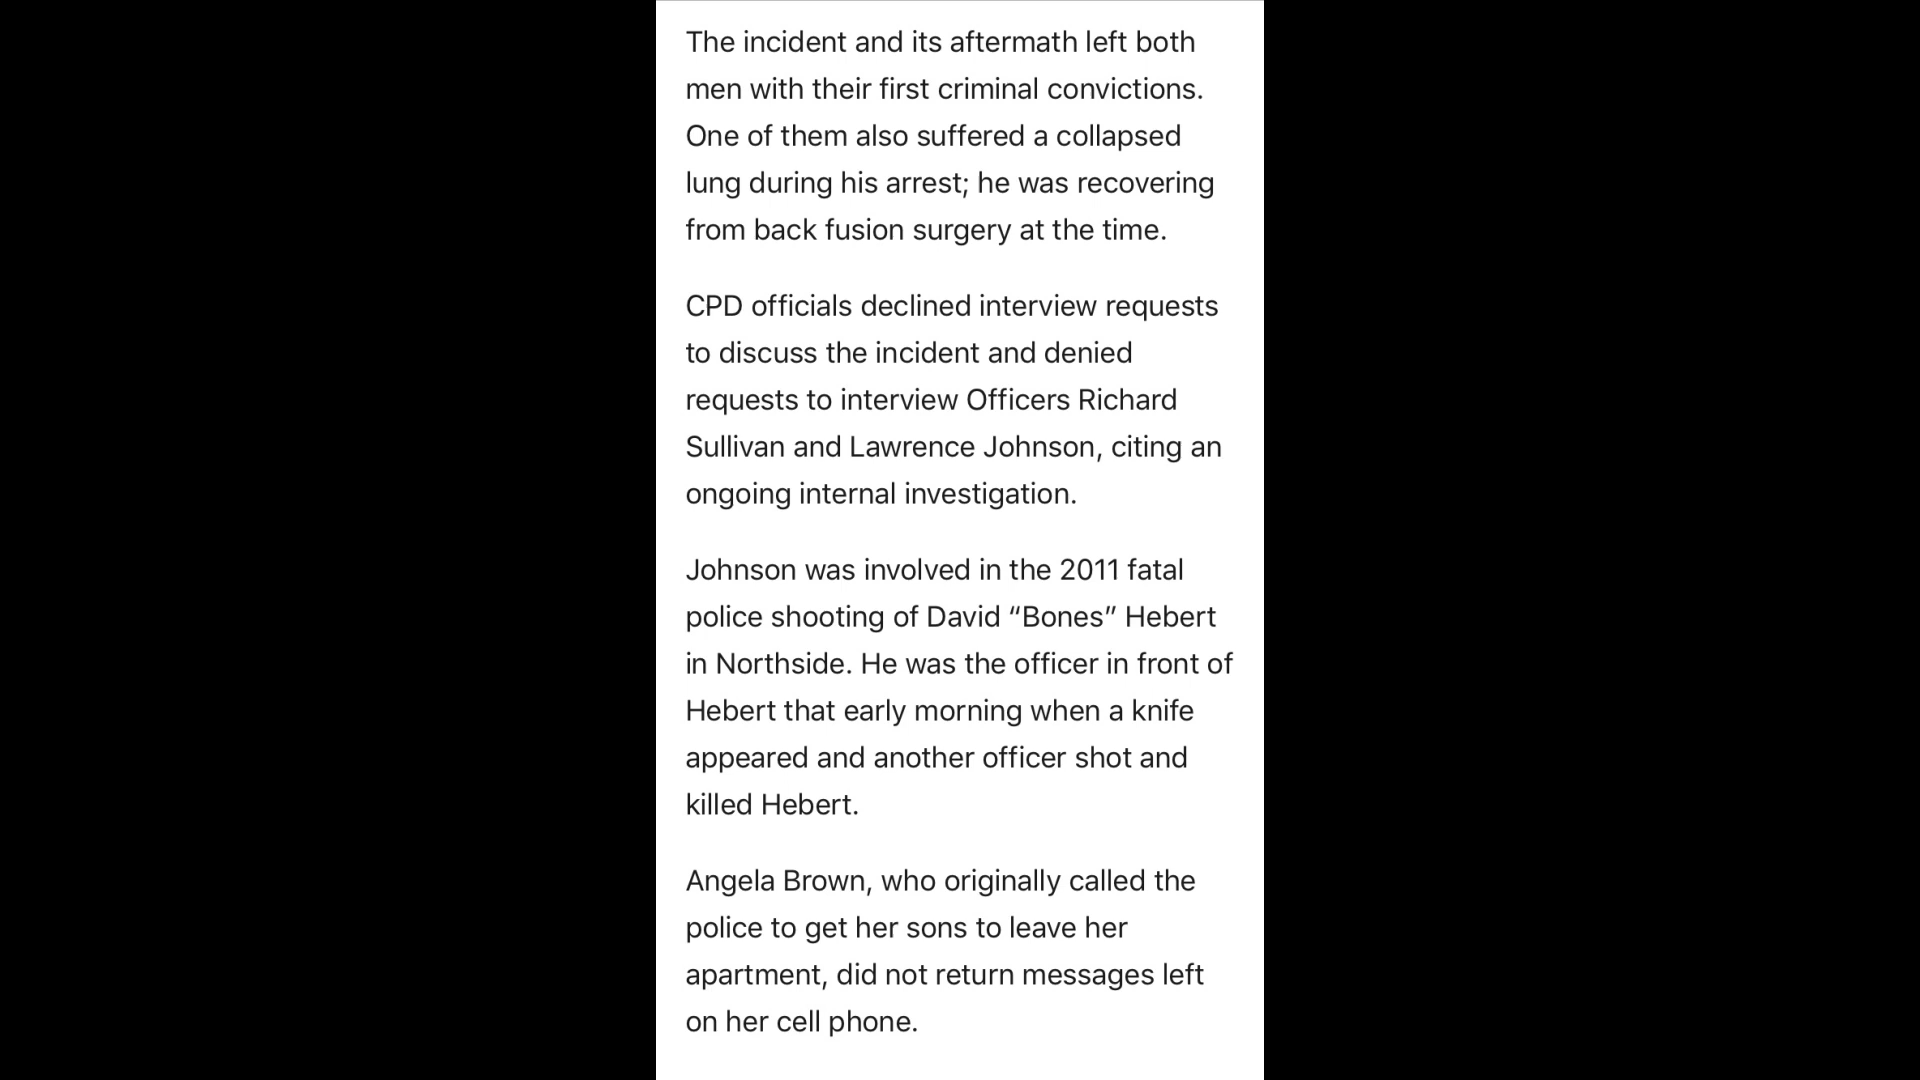 The incident and its aftermath left both
men with their first criminal convictions.
One of them also suffered a collapsed
lung during his arrest; he was recovering
from back fusion surgery at the time.
CPD officials declined interview requests
to discuss the incident and denied
requests to interview Officers Richard
Sullivan and Lawrence Johnson, citing an
ongoing internal investigation.
Johnson was involved in the 2011 fatal
police shooting of David “Bones” Hebert
in Northside. He was the officer in front of
Hebert that early morning when a knife
appeared and another officer shot and
killed Hebert.
Angela Brown, who originally called the
police to get her sons to leave her
apartment, did not return messages left
on her cell phone.